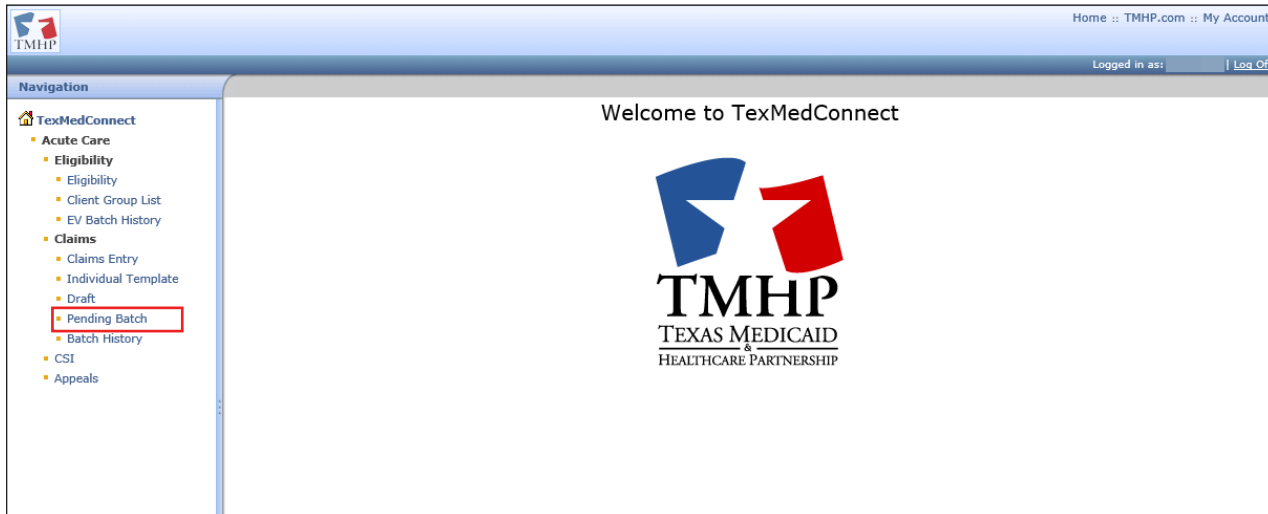 TMHP
Home :: TMHP.com :: My Account
Logged in as: | Log Of
Navigation
TexMedConnect
Acute Care
Eligibility
Eligibility
Client Group List
EV Batch History
Claims
Claims Entry
Individual Template
Draft
Pending Batch
Batch History
CSI
Appeals
Welcome to TexMedConnect
TMHP
TEXAS MEDICAID
&
HEALTHCARE PARTNERSHIP